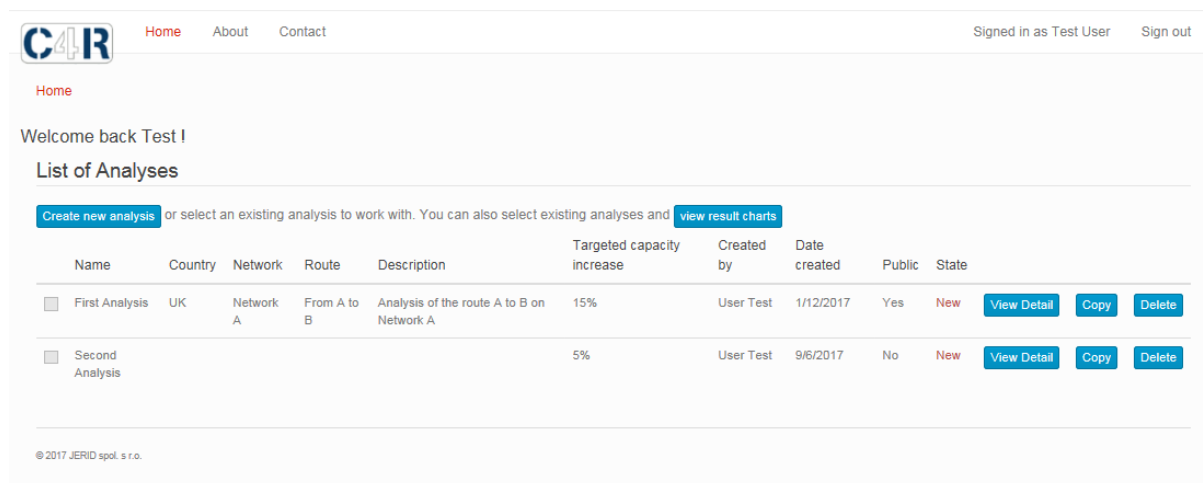 C4R Home About Contact Signed in as Test User Sign out
Home
Welcome back Test !
List of Analyses
Create new analysis or select an existing analysis to work with. You can also select existing analyses and view result charts
Targeted capacity Created Date
Name Country Network Route Description increase by created Public State
First Analysis UK Network From A to Analysis of the route A to B on 15% User Test 1/12/2017 Yes New View Detail Copy Delete
A B Network A
Second 5% User Test 9/6/2017 No New View Detail Copy Delete
Analysis
© 2017 JERID spol. s r.o.